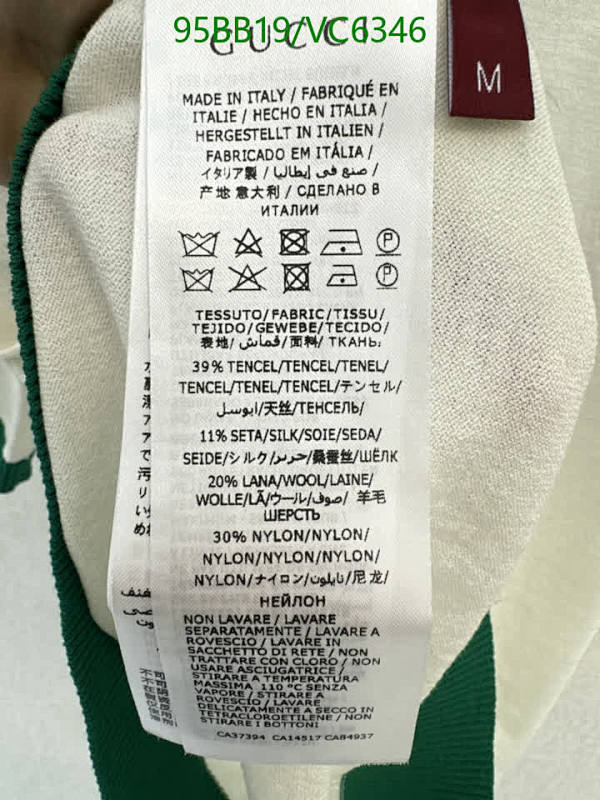 95BB19/VC6346
GUCCI
M
MADE IN ITALY / FABRIQUÉ EN
ITALIE / HECHO EN ITALIA /
HERGESTELLT IN ITALIEN /
FABRICADO EM ITÁLIA /
イタリア製 / صنع في إيطاليا /
产地 意大利 / СДЕЛАНО В
ИТАЛИИ
P
P
TESSUTO/FABRIC/TISSU/
TEJIDO/GEWEBE/TECIDO/
表地/ قماش/ 面料/ ТКАНЬ:
39% TENCEL/TENCEL/TENEL/
TENCEL/TENEL/TENCEL/テンセル/
ايوسل/天丝/ТЕНСЕЛЬ/
11% SETA/SILK/SOIE/SEDA/
SEIDE/シルク/حرير/桑蚕丝/ШЁЛК
20% LANA/WOOL/LAINE/
WOLLE/LÃ/ウール/صوف/ 羊毛
ШЕРСТЬ
30% NYLON/NYLON/
NYLON/NYLON/NYLON/
NYLON/ナイロン/نايلون/尼龙/
НЕЙЛОН
NON LAVARE / LAVARE
SEPARATAMENTE / LAVARE A
ROVESCIO / LAVARE IN
SACCHETTO DI RETE / NON
TRATTARE CON CLORO / NON
USARE ASCIUGATRICE /
STIRARE A TEMPERATURA
MASSIMA 110 °C SENZA
VAPORE / STIRARE A
ROVESCIO / LAVARE
DELICATAMENTE A SECCO IN
TETRACLOROETILENE / NON
STIRARE I BOTTONI
CA37394 CA14517 CA84937